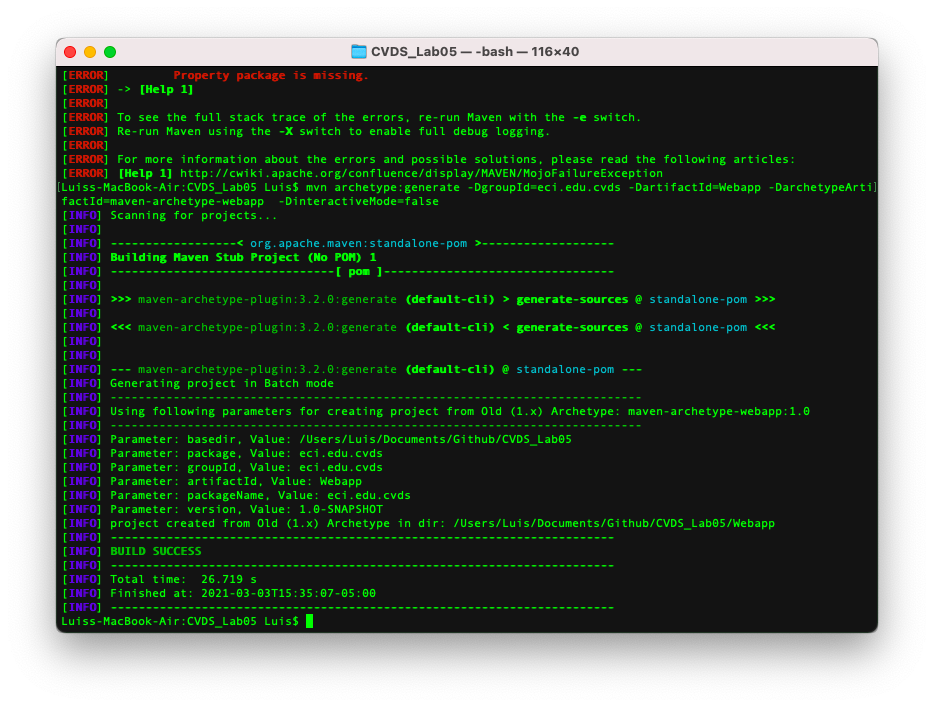 CVDS_Lab05 — -bash — 116×40
[ERROR]         Property package is missing.
[ERROR] -> [Help 1]
[ERROR]
[ERROR] To see the full stack trace of the errors, re-run Maven with the -e switch.
[ERROR] Re-run Maven using the -X switch to enable full debug logging.
[ERROR]
[ERROR] For more information about the errors and possible solutions, please read the following articles:
[ERROR] [Help 1] http://cwiki.apache.org/confluence/display/MAVEN/MojoFailureException
[Luiss-MacBook-Air:CVDS_Lab05 Luis$ mvn archetype:generate -DgroupId=eci.edu.cvds -DartifactId=Webapp -DarchetypeArti]
factId=maven-archetype-webapp  -DinteractiveMode=false
[INFO] Scanning for projects...
[INFO]
[INFO] ------------------< org.apache.maven:standalone-pom >-------------------
[INFO] Building Maven Stub Project (No POM) 1
[INFO] --------------------------------[ pom ]---------------------------------
[INFO]
[INFO] >>> maven-archetype-plugin:3.2.0:generate (default-cli) > generate-sources @ standalone-pom >>>
[INFO]
[INFO] <<< maven-archetype-plugin:3.2.0:generate (default-cli) < generate-sources @ standalone-pom <<<
[INFO]
[INFO]
[INFO] --- maven-archetype-plugin:3.2.0:generate (default-cli) @ standalone-pom ---
[INFO] Generating project in Batch mode
[INFO] ----------------------------------------------------------------------------
[INFO] Using following parameters for creating project from Old (1.x) Archetype: maven-archetype-webapp:1.0
[INFO] ----------------------------------------------------------------------------
[INFO] Parameter: basedir, Value: /Users/Luis/Documents/Github/CVDS_Lab05
[INFO] Parameter: package, Value: eci.edu.cvds
[INFO] Parameter: groupId, Value: eci.edu.cvds
[INFO] Parameter: artifactId, Value: Webapp
[INFO] Parameter: packageName, Value: eci.edu.cvds
[INFO] Parameter: version, Value: 1.0-SNAPSHOT
[INFO] project created from Old (1.x) Archetype in dir: /Users/Luis/Documents/Github/CVDS_Lab05/Webapp
[INFO] ------------------------------------------------------------------------
[INFO] BUILD SUCCESS
[INFO] ------------------------------------------------------------------------
[INFO] Total time:  26.719 s
[INFO] Finished at: 2021-03-03T15:35:07-05:00
[INFO] ------------------------------------------------------------------------
Luiss-MacBook-Air:CVDS_Lab05 Luis$